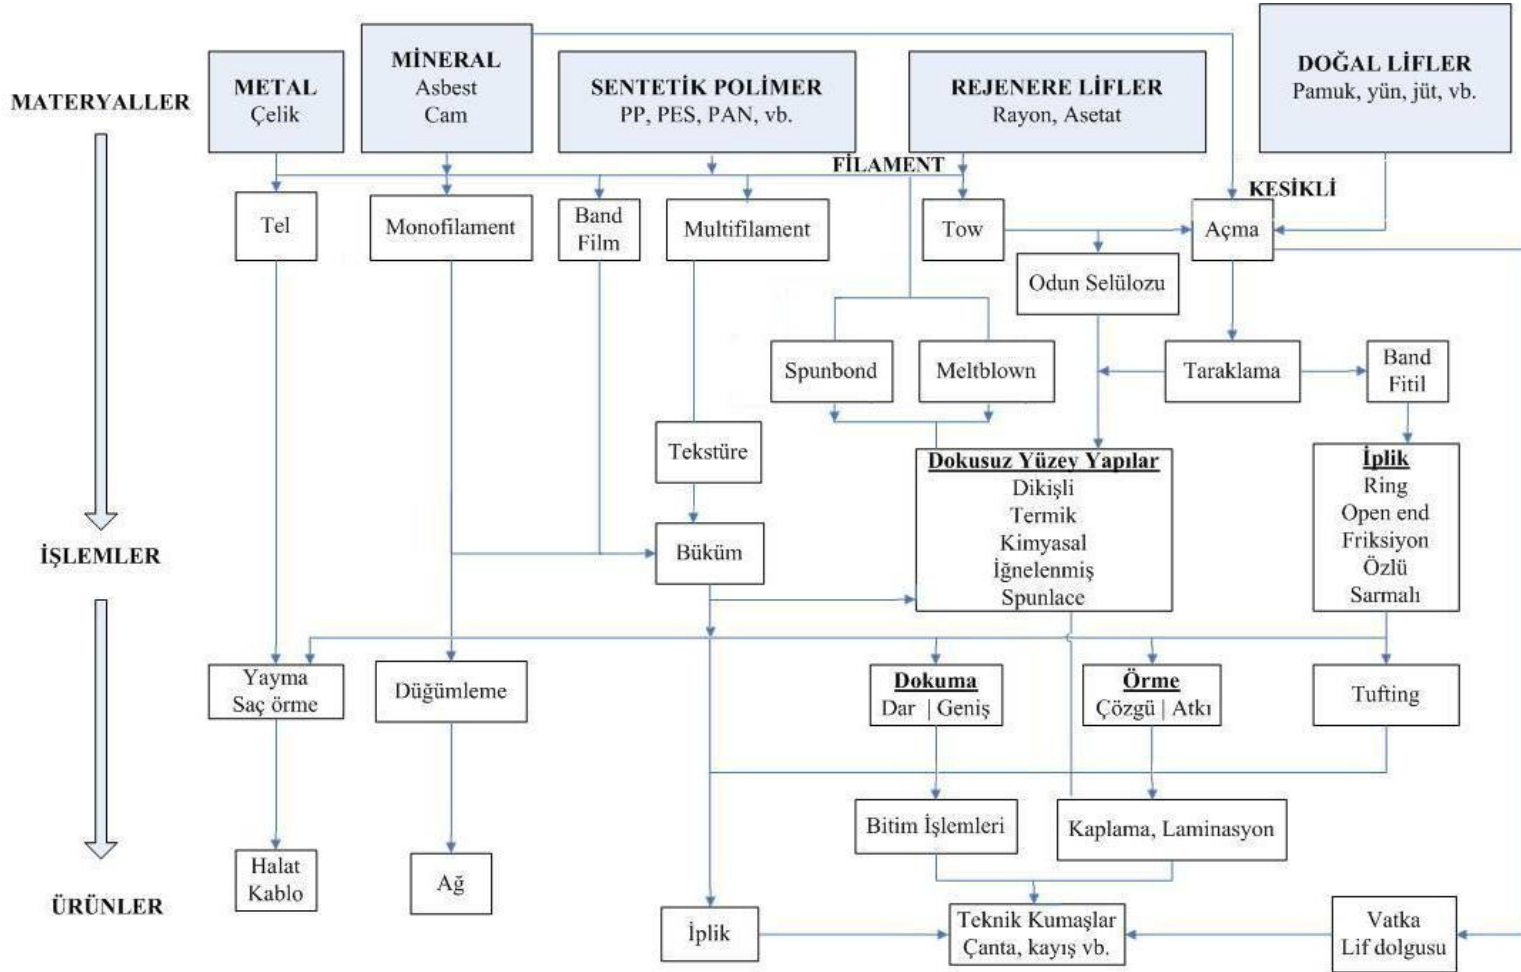 MATERYALLER
METAL
Çelik
MİNERAL
Asbest
Cam
SENTETİK POLİMER
PP, PES, PAN, vb.
REJENERE LİFLER
Rayon, Asetat
DOĞAL LİFLER
Pamuk, yün, jüt, vb.
FİLAMENT
KESİKLİ
Tel
Monofilament
Band
Film
Multifilament
Tow
Açma
Odun Selülozu
Spunbond
Meltblown
Taraklama
Band
Fitil
Tekstüre
Dokusuz Yüzey Yapılar
Dikişli
Termik
Kimyasal
İğnelenmiş
Spunlace
İplik
Ring
Open end
Friksiyon
Özlü
Sarmalı
İŞLEMLER
Büküm
Yayma
Saç örme
Düğümleme
Dokuma
Dar | Geniş
Örme
Çözgü | Atkı
Tufting
Bitim İşlemleri
Kaplama, Laminasyon
ÜRÜNLER
Halat
Kablo
Ağ
İplik
Teknik Kumaşlar
Çanta, kayış vb.
Vatka
Lif dolgusu